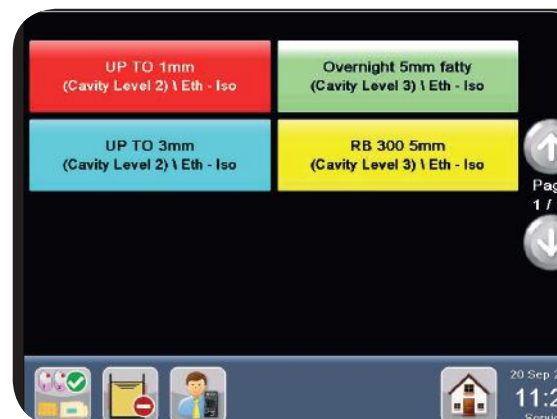 UP TO 1mm
(Cavity Level 2) \ Eth - Iso
Overnight 5mm fatty
(Cavity Level 3) \ Eth - Iso
UP TO 3mm
(Cavity Level 2) \ Eth - Iso
RB 300 5mm
(Cavity Level 3) \ Eth - Iso
1 /
20 Sep